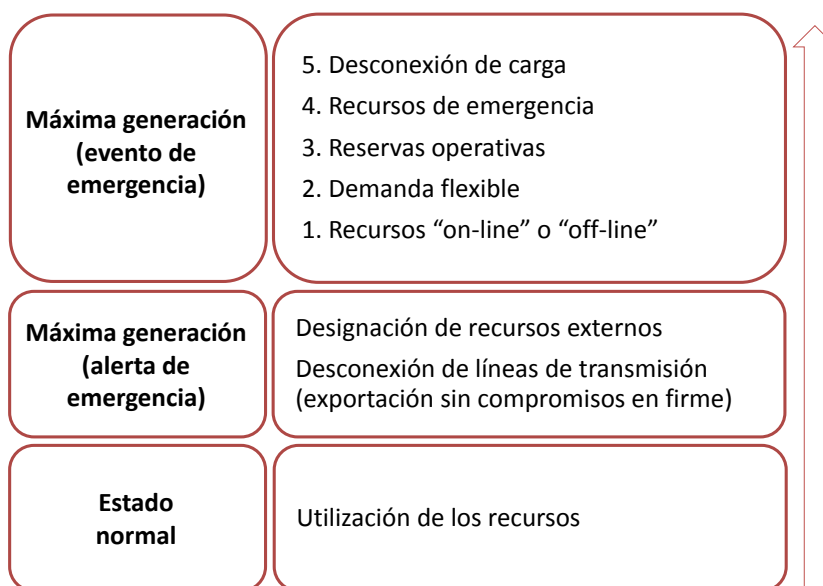 Máxima generación
(evento de
emergencia)
5. Desconexión de carga
4. Recursos de emergencia
3. Reservas operativas
2. Demanda flexible
1. Recursos “on-line” o “off-line”
Máxima generación
(alerta de
emergencia)
Designación de recursos externos
Desconexión de líneas de transmisión
(exportación sin compromisos en firme)
Estado
normal
Utilización de los recursos